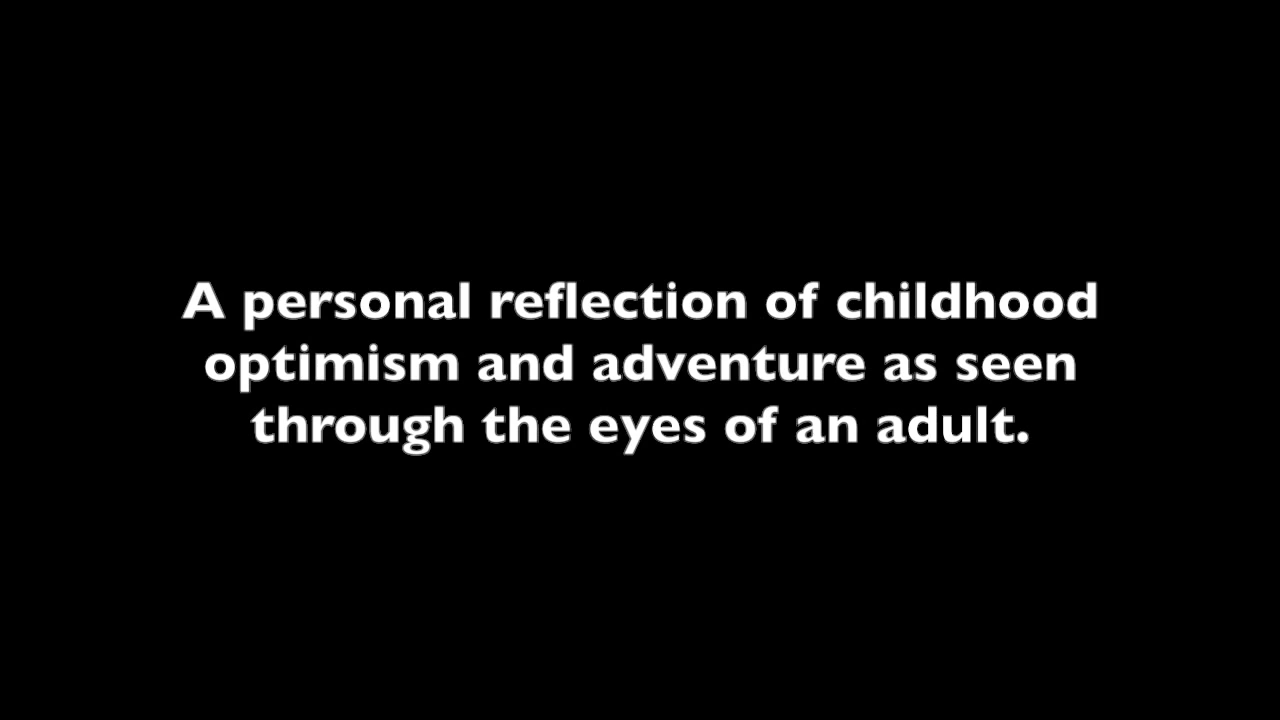 A personal reflection of childhood
optimism and adventure as seen
through the eyes of an adult.